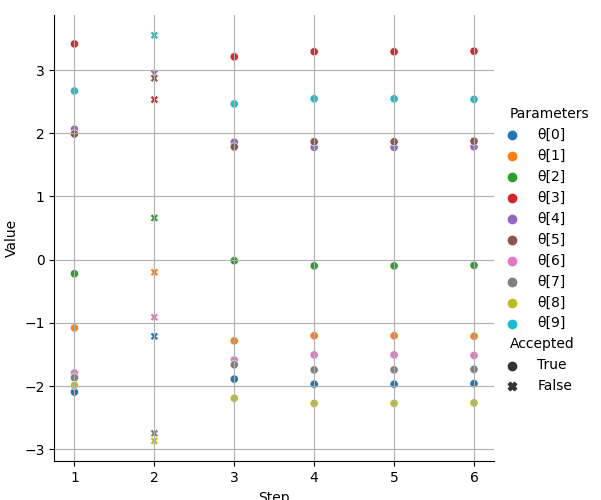 3
2
1
0
−1
−2
−3
Value
1 2 3 4 5 6
Step
Parameters
θ[0]
θ[1]
θ[2]
θ[3]
θ[4]
θ[5]
θ[6]
θ[7]
θ[8]
θ[9]
Accepted
True
False